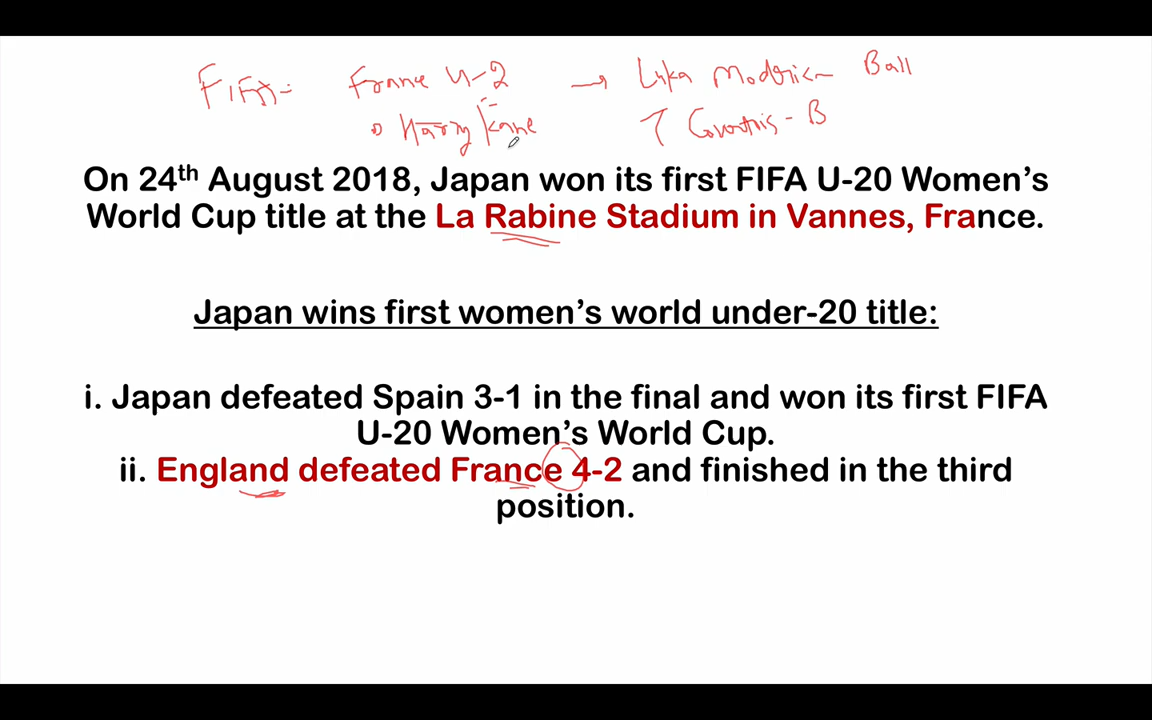 FIFA = France 4-2 → Luka Modric - Ball
Harry Kane T Courtois - B
On 24th August 2018, Japan won its first FIFA U-20 Women’s
World Cup title at the La Rabine Stadium in Vannes, France.
Japan wins first women’s world under-20 title:
i. Japan defeated Spain 3-1 in the final and won its first FIFA
U-20 Women’s World Cup.
ii. England defeated France 4-2 and finished in the third
position.